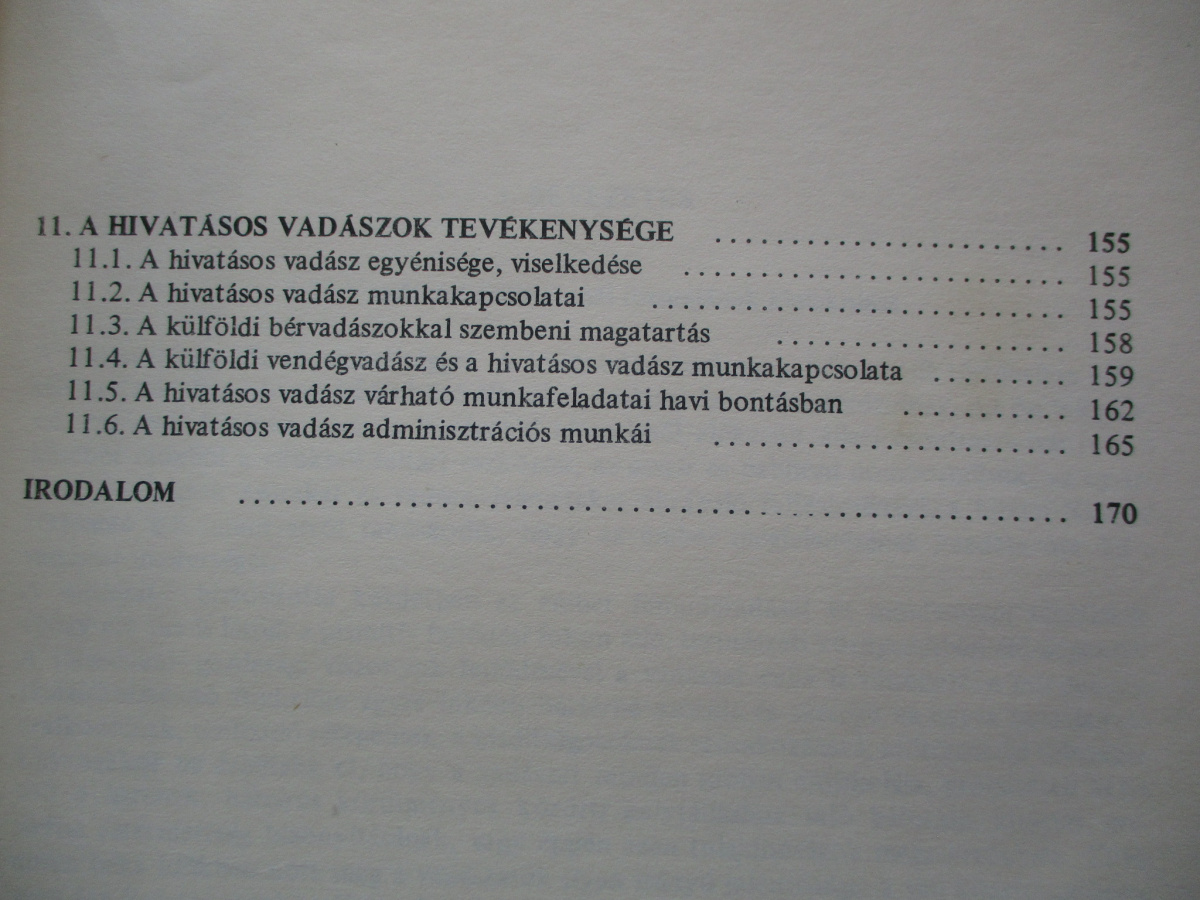 11. A HIVATÁSOS VADÁSZOK TEVÉKENYSÉGE .......................... 155
11.1. A hivatásos vadász egyénisége, viselkedése .......................... 155
11.2. A hivatásos vadász munkakapcsolatai .......................... 155
11.3. A külföldi bérvadászokkal szembeni magatartás .................... 158
11.4. A külföldi vendégvadász és a hivatásos vadász munkakapcsolata ......... 159
11.5. A hivatásos vadász várható munkafeladatai havi bontásban ........... 162
11.6. A hivatásos vadász adminisztrációs munkái ........................ 165
IRODALOM .................................................... 170